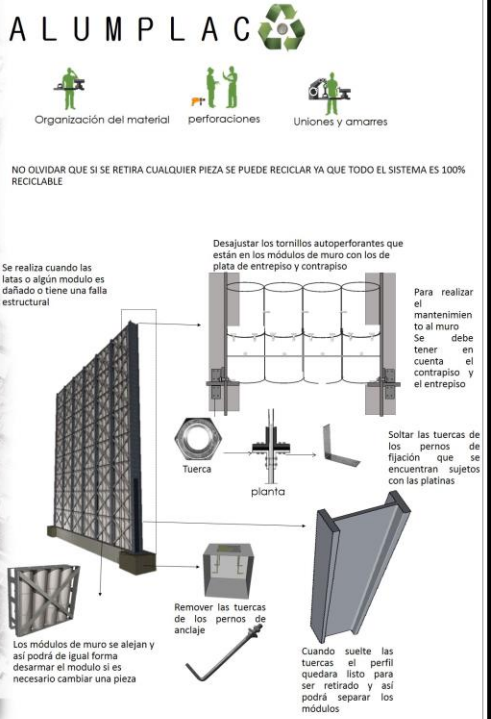 ALUMPLAC
Organización del material
perforaciones
Uniones y amarres
NO OLVIDAR QUE SI SE RETIRA CUALQUIER PIEZA SE PUEDE RECICLAR YA QUE TODO EL SISTEMA ES 100%
RECICLABLE
Desajustar los tornillos autoperforantes que
están en los módulos de muro con los de
plata de entrepiso y contrapiso
Se realiza cuando las
latas o algún modulo es
dañado o tiene una falla
estructural
Para realizar
el
mantenimien
to al muro
Se debe
tener en
cuenta el
contrapiso y
el entrepiso
Soltar las tuercas de
los pernos de
fijación que se
encuentran sujetos
con las platinas
Tuerca
planta
Remover las tuercas
de los pernos de
anclaje
Los módulos de muro se alejan y
así podrá de igual forma
desarmar el modulo si es
necesario cambiar una pieza
Cuando suelte las
tuercas el perfil
quedara listo para
ser retirado y así
podrá separar los
módulos